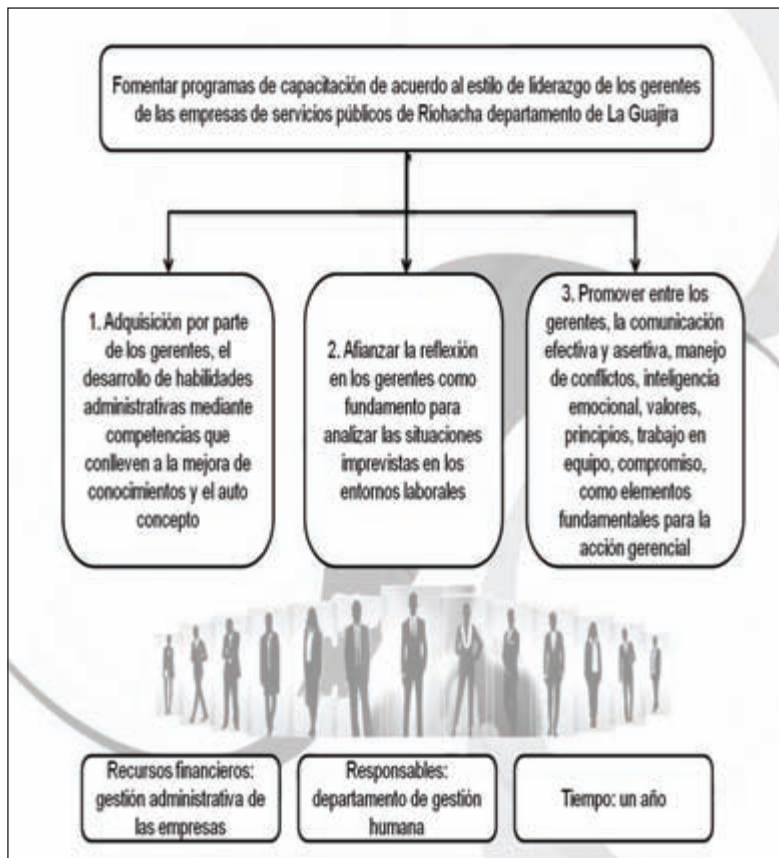 Fomentar programas de capacitación de acuerdo al estilo de liderazgo de los gerentes
de las empresas de servicios públicos de Riohacha departamento de La Guajira
1. Adquisición por parte
de los gerentes, el
desarrollo de habilidades
administrativas mediante
competencias que
conlleven a la mejora de
conocimientos y el auto
concepto
2. Afianzar la reflexión
en los gerentes como
fundamento para
analizar las situaciones
imprevistas en los
entornos laborales
3. Promover entre los
gerentes, la comunicación
efectiva y asertiva, manejo
de conflictos, inteligencia
emocional, valores,
principios, trabajo en
equipo, compromiso,
como elementos
fundamentales para la
acción gerencial
Recursos financieros:
gestión administrativa de
las empresas
Responsables:
departamento de gestión
humana
Tiempo: un año